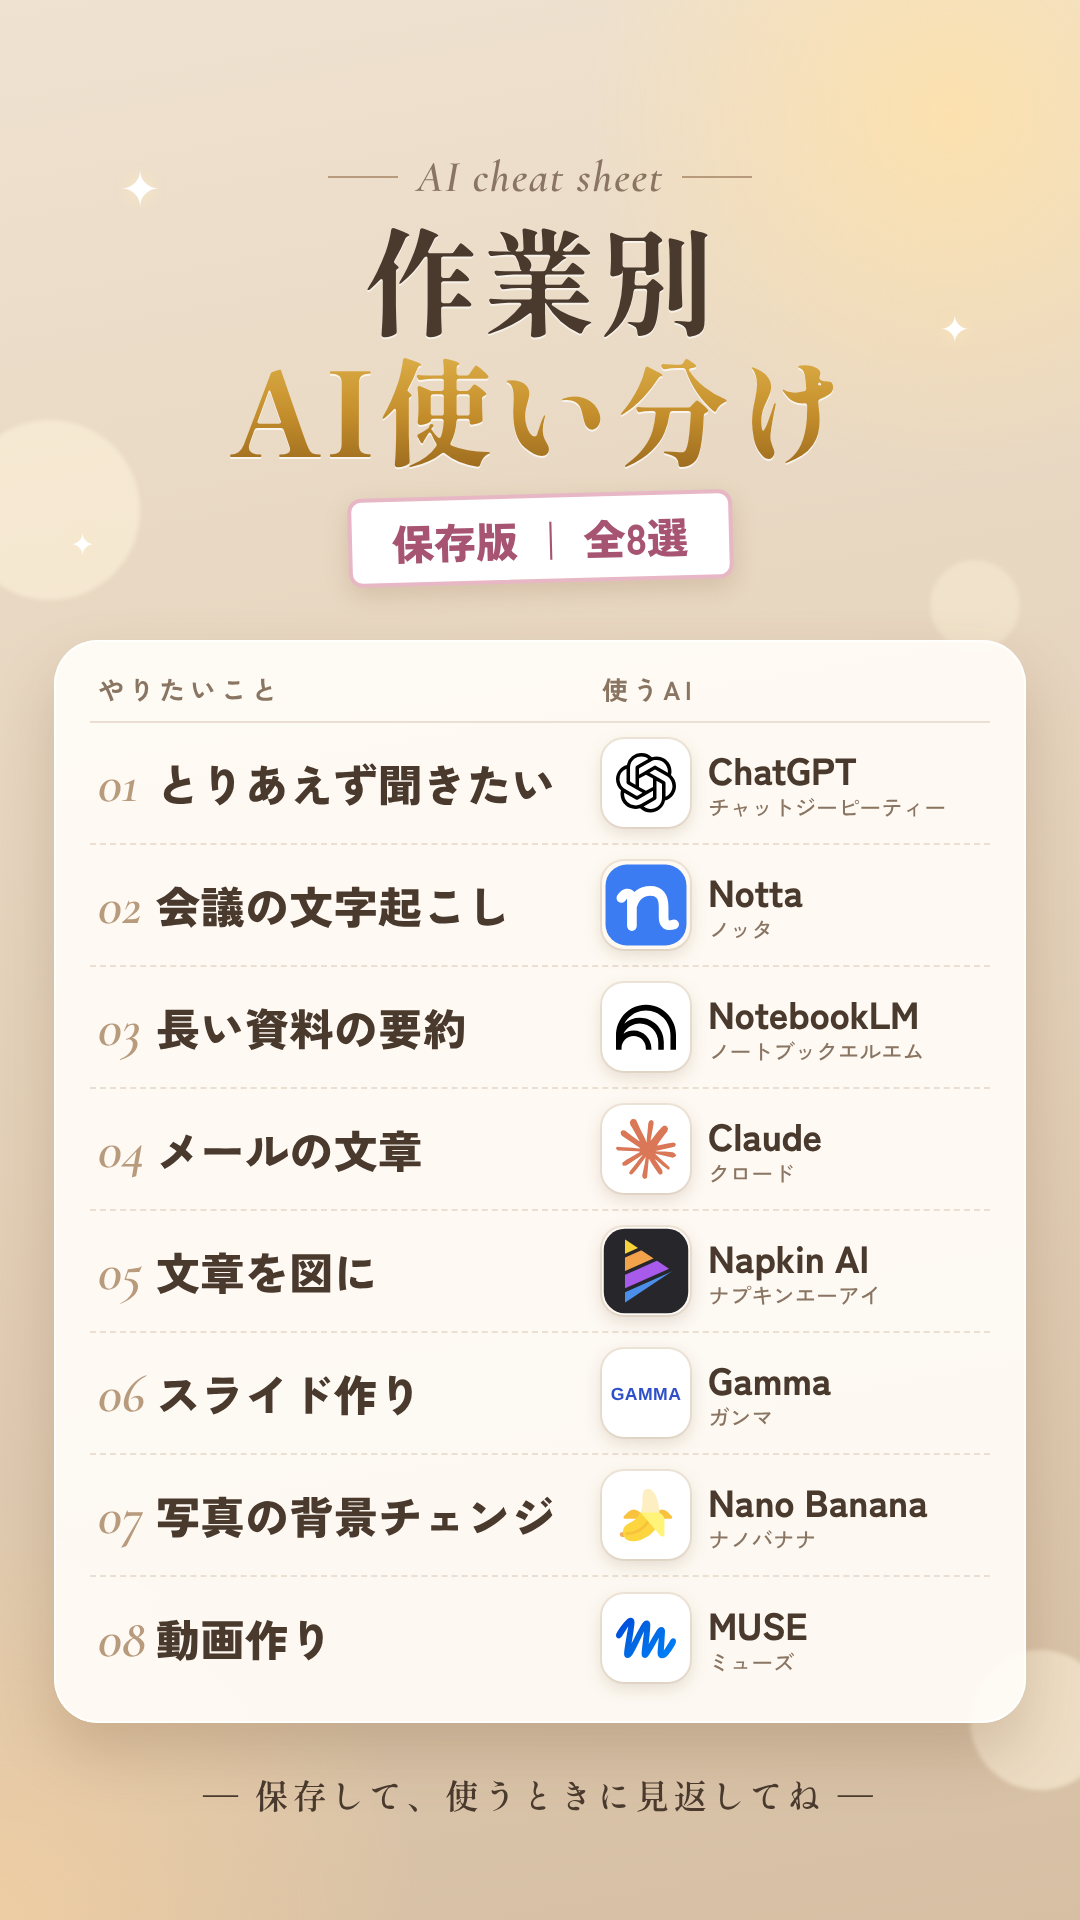 AI cheat sheet
作業別
AI使い分け
保存版｜全8選
やりたいこと 使うAI
01 とりあえず聞きたい ChatGPT
チャットジーピーティー
02 会議の文字起こし Notta
ノッタ
03 長い資料の要約 NotebookLM
ノートブックエルエム
04 メールの文章 Claude
クロード
05 文章を図に Napkin AI
ナプキンエーアイ
06 スライド作り GAMMA Gamma
ガンマ
07 写真の背景チェンジ Nano Banana
ナノバナナ
08 動画作り MUSE
ミューズ
— 保存して、使うときに見返してね —